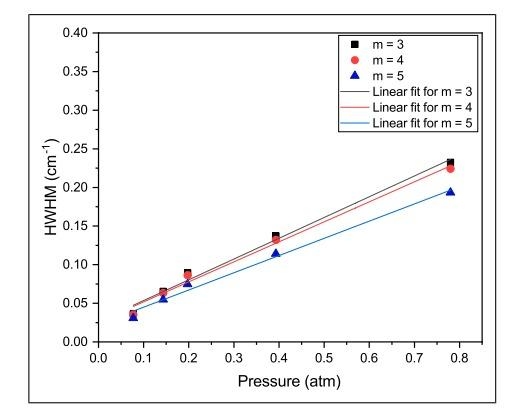 0.40
0.35
0.30
0.25
0.20
0.15
0.10
0.05
0.00
HWHM (cm⁻¹)
m = 3
m = 4
m = 5
Linear fit for m = 3
Linear fit for m = 4
Linear fit for m = 5
0.0 0.1 0.2 0.3 0.4 0.5 0.6 0.7 0.8
Pressure (atm)